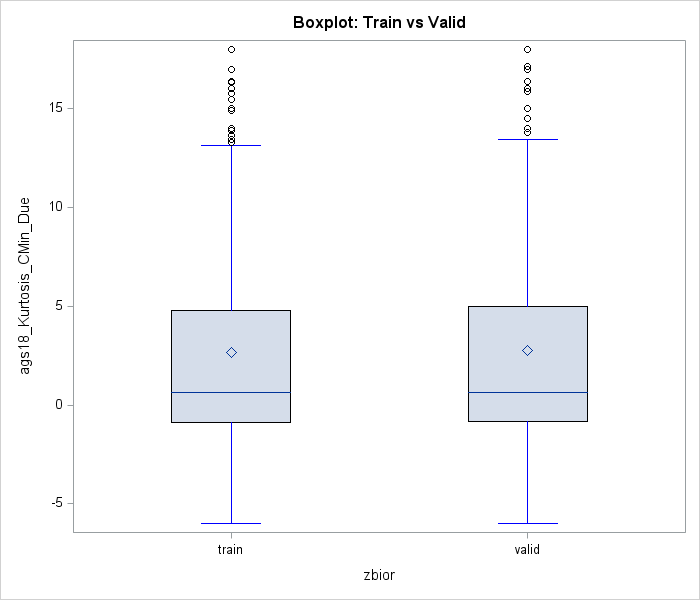 Boxplot: Train vs Valid
ags18_Kurtosis_CMin_Due
15
10
5
0
-5
train
valid
zbior